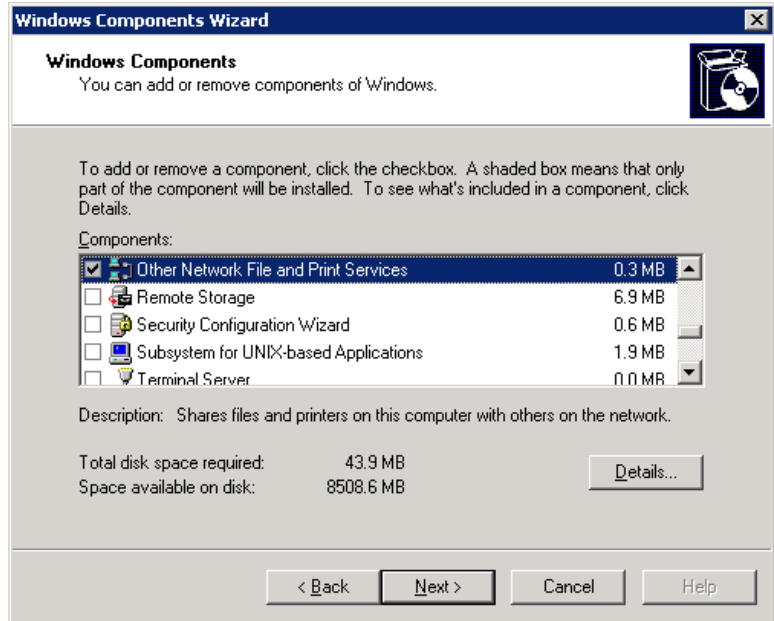 Windows Components Wizard
Windows Components
You can add or remove components of Windows.
To add or remove a component, click the checkbox. A shaded box means that only
part of the component will be installed. To see what's included in a component, click
Details.
Components:
Other Network File and Print Services 0.3 MB
Remote Storage 6.9 MB
Security Configuration Wizard 0.6 MB
Subsystem for UNIX-based Applications 1.9 MB
Terminal Server 0.0 MB
Description: Shares files and printers on this computer with others on the network.
Total disk space required: 43.9 MB
Space available on disk: 8508.6 MB
Details...
< Back Next > Cancel Help